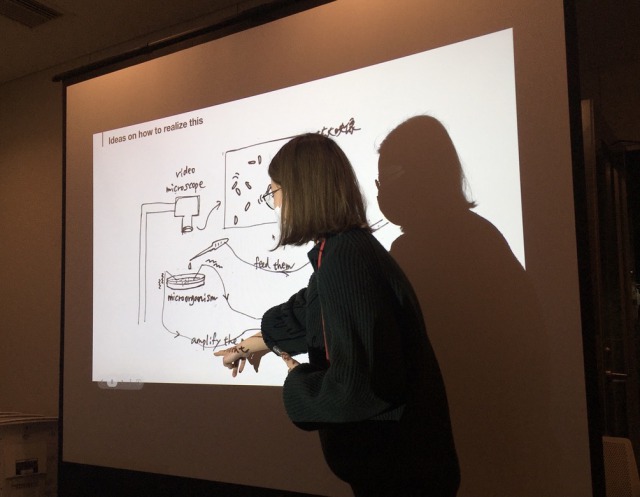 Ideas on how to realize this
video
microscope
feed them
microorganism
amplify the